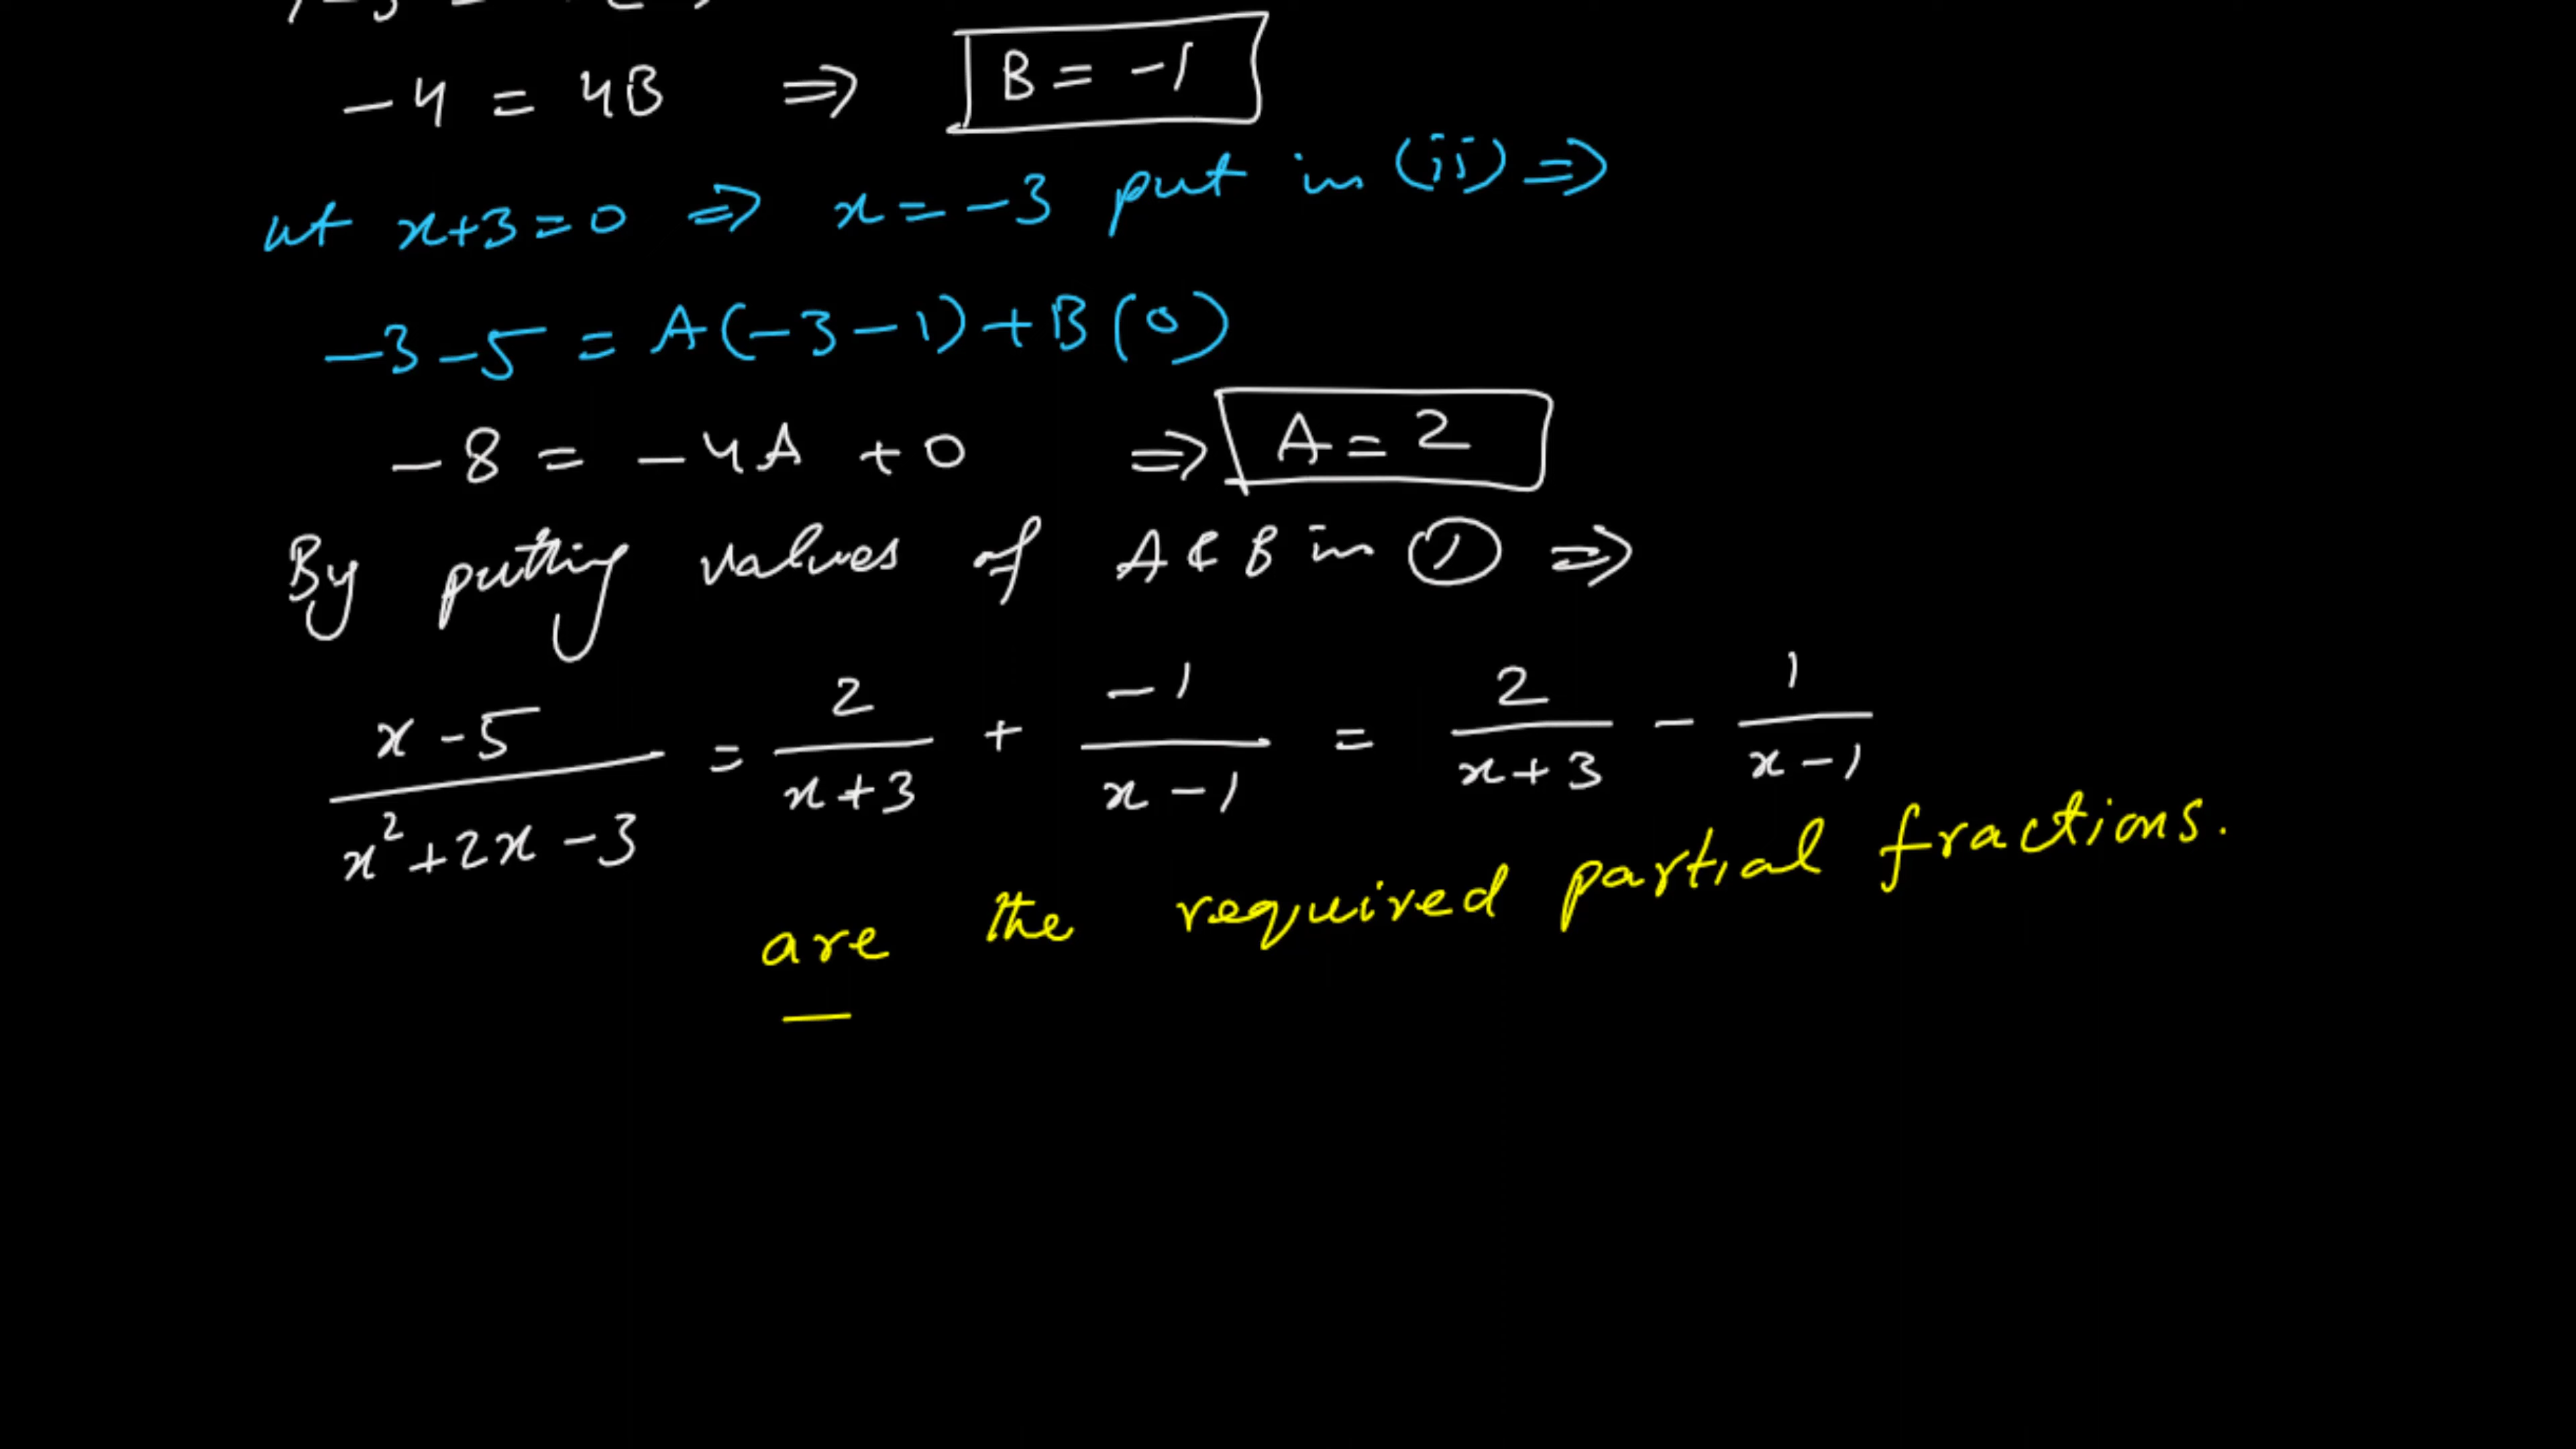 -4 = 4B ⇒ B = -1
ut x+3=0 ⇒ x=-3 put in (ii) ⇒
-3-5 = A(-3-1)+B(0)
-8 = -4A +0 ⇒ A = 2
By putting values of A & B in ① ⇒
(x-5)/(x²+2x-3) = 2/(x+3) + -1/(x-1) = 2/(x+3) - 1/(x-1)
are the required partial fractions.